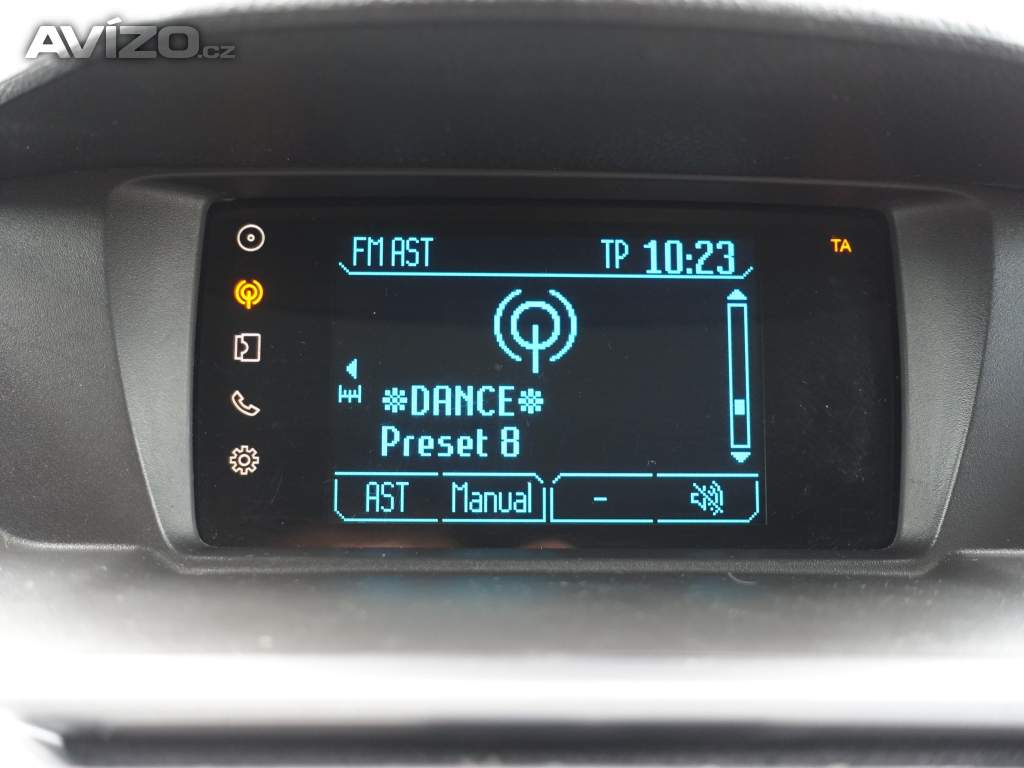 AVÍZO.cz
FM AST TP 10:23 TA
*DANCE*
Preset 8
AST Manual -